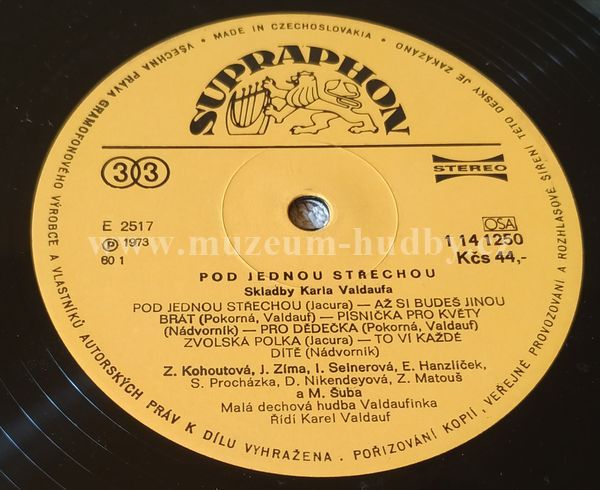 MADE IN CZECHOSLOVAKIA • VŠECHNA PRÁVA GRAMOFONOVÉHO VÝROBCE A VLASTNÍKŮ AUTORSKÝCH PRÁV K DÍLU VYHRAŽENA. POŘIZOVÁNÍ KOPIÍ, VEŘEJNÉ PROVOZOVÁNÍ A ROZHLASOVÉ ŠÍŘENÍ TÉTO DESKY JE ZAKÁZÁNO
SUPRAPHON
33
STEREO
E 2517
℗ 1973
60 1
OSA
1 14 1250
Kčs 44,-
www.muzeum-hudby.cz
POD JEDNOU STŘECHOU
Skladby Karla Valdaufa
POD JEDNOU STŘECHOU (Jacura) — AŽ SI BUDEŠ JINOU
BRÁT (Pokorná, Valdauf) — PÍSNIČKA PRO KVĚTY
(Nádvorník) — PRO DĚDEČKA (Pokorná, Valdauf)
ZVOLSKÁ POLKA (Jacura) — TO VÍ KAŽDÉ
DÍTĚ (Nádvorník)
Z. Kohoutová, J. Zíma, I. Seinerová, E. Hanzlíček,
S. Procházka, D. Nikendeyová, Z. Matouš
a M. Šuba
Malá dechová hudba Valdaufinka
Řídí Karel Valdauf